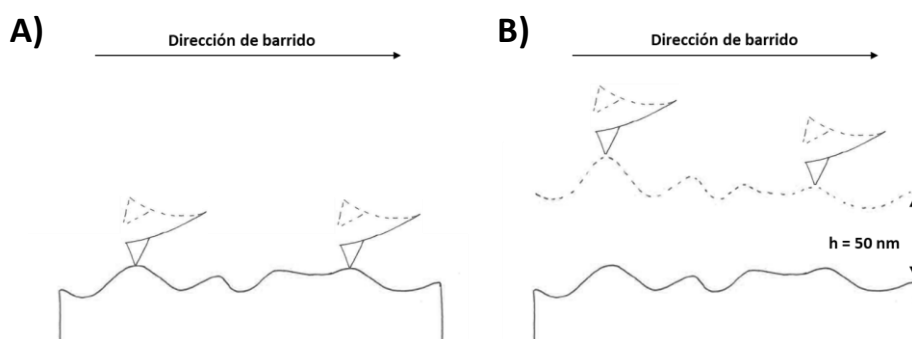 A)
Dirección de barrido
B)
Dirección de barrido
h = 50 nm